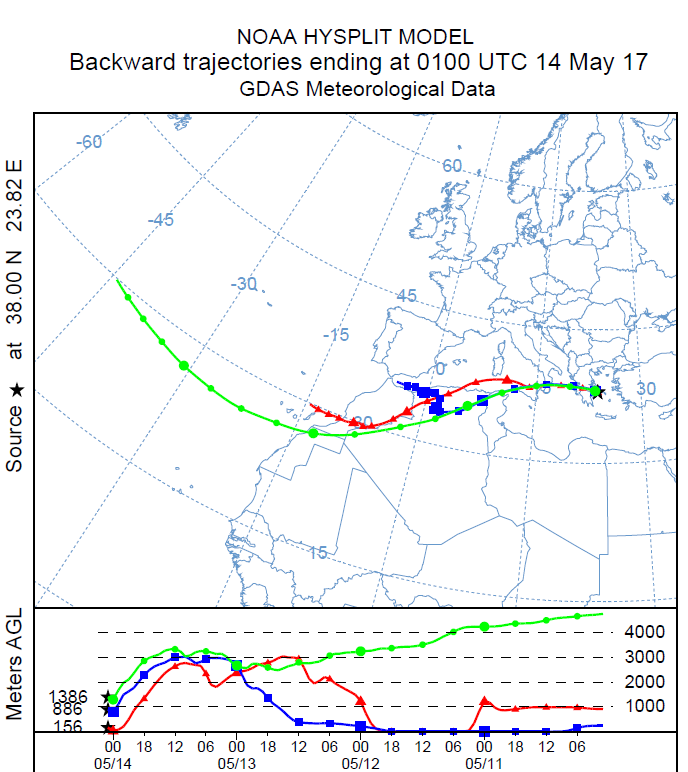 NOAA HYSPLIT MODEL
Backward trajectories ending at 0100 UTC 14 May 17
GDAS Meteorological Data
Source ★ at 38.00 N 23.82 E
-60
60
-45
-30
45
-15
0
30
15
Meters AGL
4000
3000
2000
1000
1386
886
156
00 18 12 06 00 18 12 06 00 18 12 06 00 18 12 06
05/14 05/13 05/12 05/11